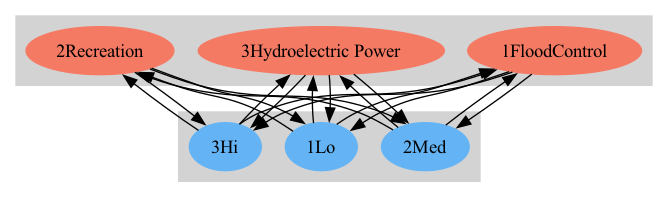 2Recreation
3Hydroelectric Power
1FloodControl
3Hi
1Lo
2Med